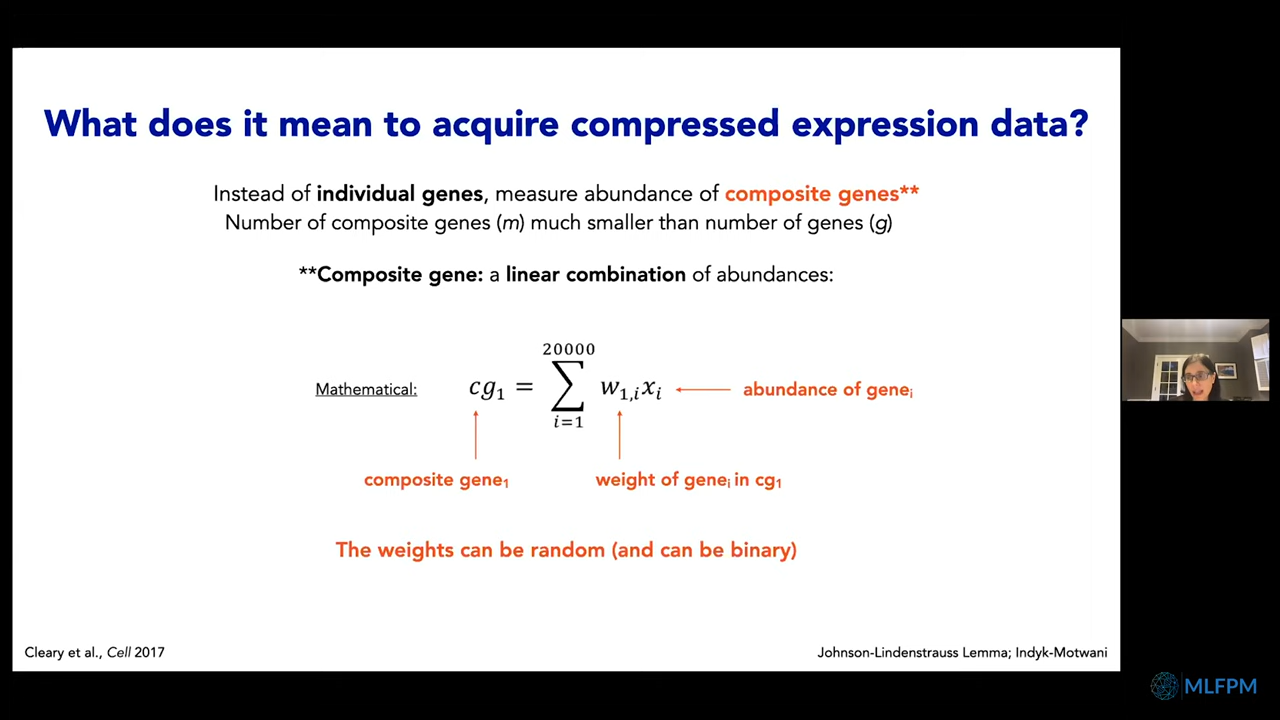 What does it mean to acquire compressed expression data?
Instead of individual genes, measure abundance of composite genes**
Number of composite genes (m) much smaller than number of genes (g)
**Composite gene: a linear combination of abundances:
20000
Mathematical: cg₁ = ∑ w₁,ᵢxᵢ abundance of geneᵢ
i=1
composite gene₁ weight of geneᵢ in cg₁
The weights can be random (and can be binary)
Cleary et al., Cell 2017 Johnson-Lindenstrauss Lemma; Indyk-Motwani
MLFPM